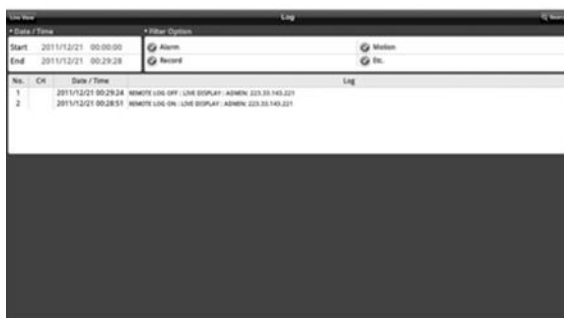 Live View Log Search
* Date / Time * Filter Option
Start 2011/12/21 00:00:00 Alarm Motion
End 2011/12/21 00:29:28 Record Etc.
No. CH Date / Time Log
1 2011/12/21 00:29:24 REMOTE LOG OFF : LIVE DISPLAY : ADMIN: 223.33.143.221
2 2011/12/21 00:28:51 REMOTE LOG ON : LIVE DISPLAY : ADMIN: 223.33.143.221